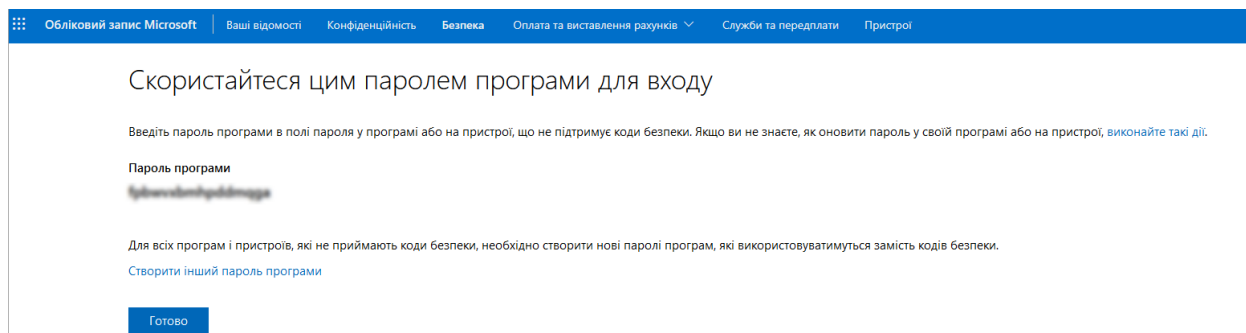 Обліковий запис Microsoft Ваші відомості Конфіденційність Безпека Оплата та виставлення рахунків Служби та передплати Пристрої
Скористайтеся цим паролем програми для входу
Введіть пароль програми в полі пароля у програмі або на пристрої, що не підтримує коди безпеки. Якщо ви не знаєте, як оновити пароль у своїй програмі або на пристрої, виконайте такі дії.
Пароль програми
Для всіх програм і пристроїв, які не приймають коди безпеки, необхідно створити нові паролі програм, які використовуватимуться замість кодів безпеки.
Створити інший пароль програми
Готово